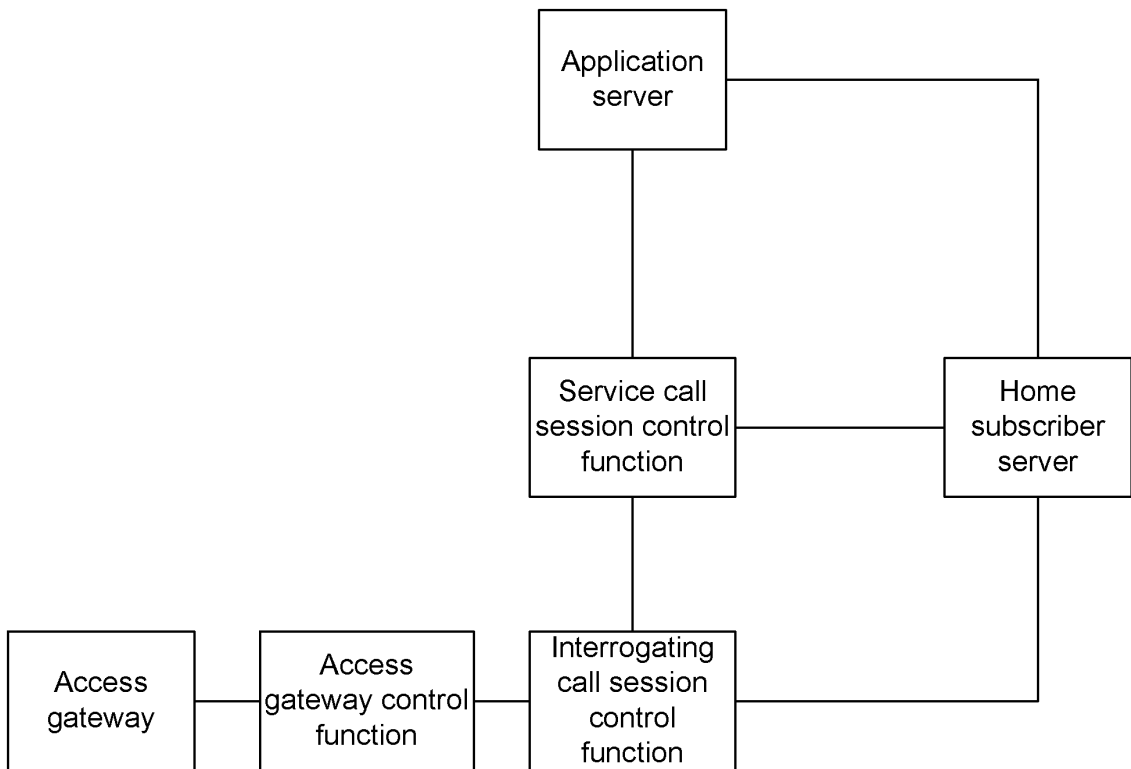 Application
server
Service call
session control
function
Home
subscriber
server
Access
gateway
Access
gateway control
function
Interrogating
call session
control
function